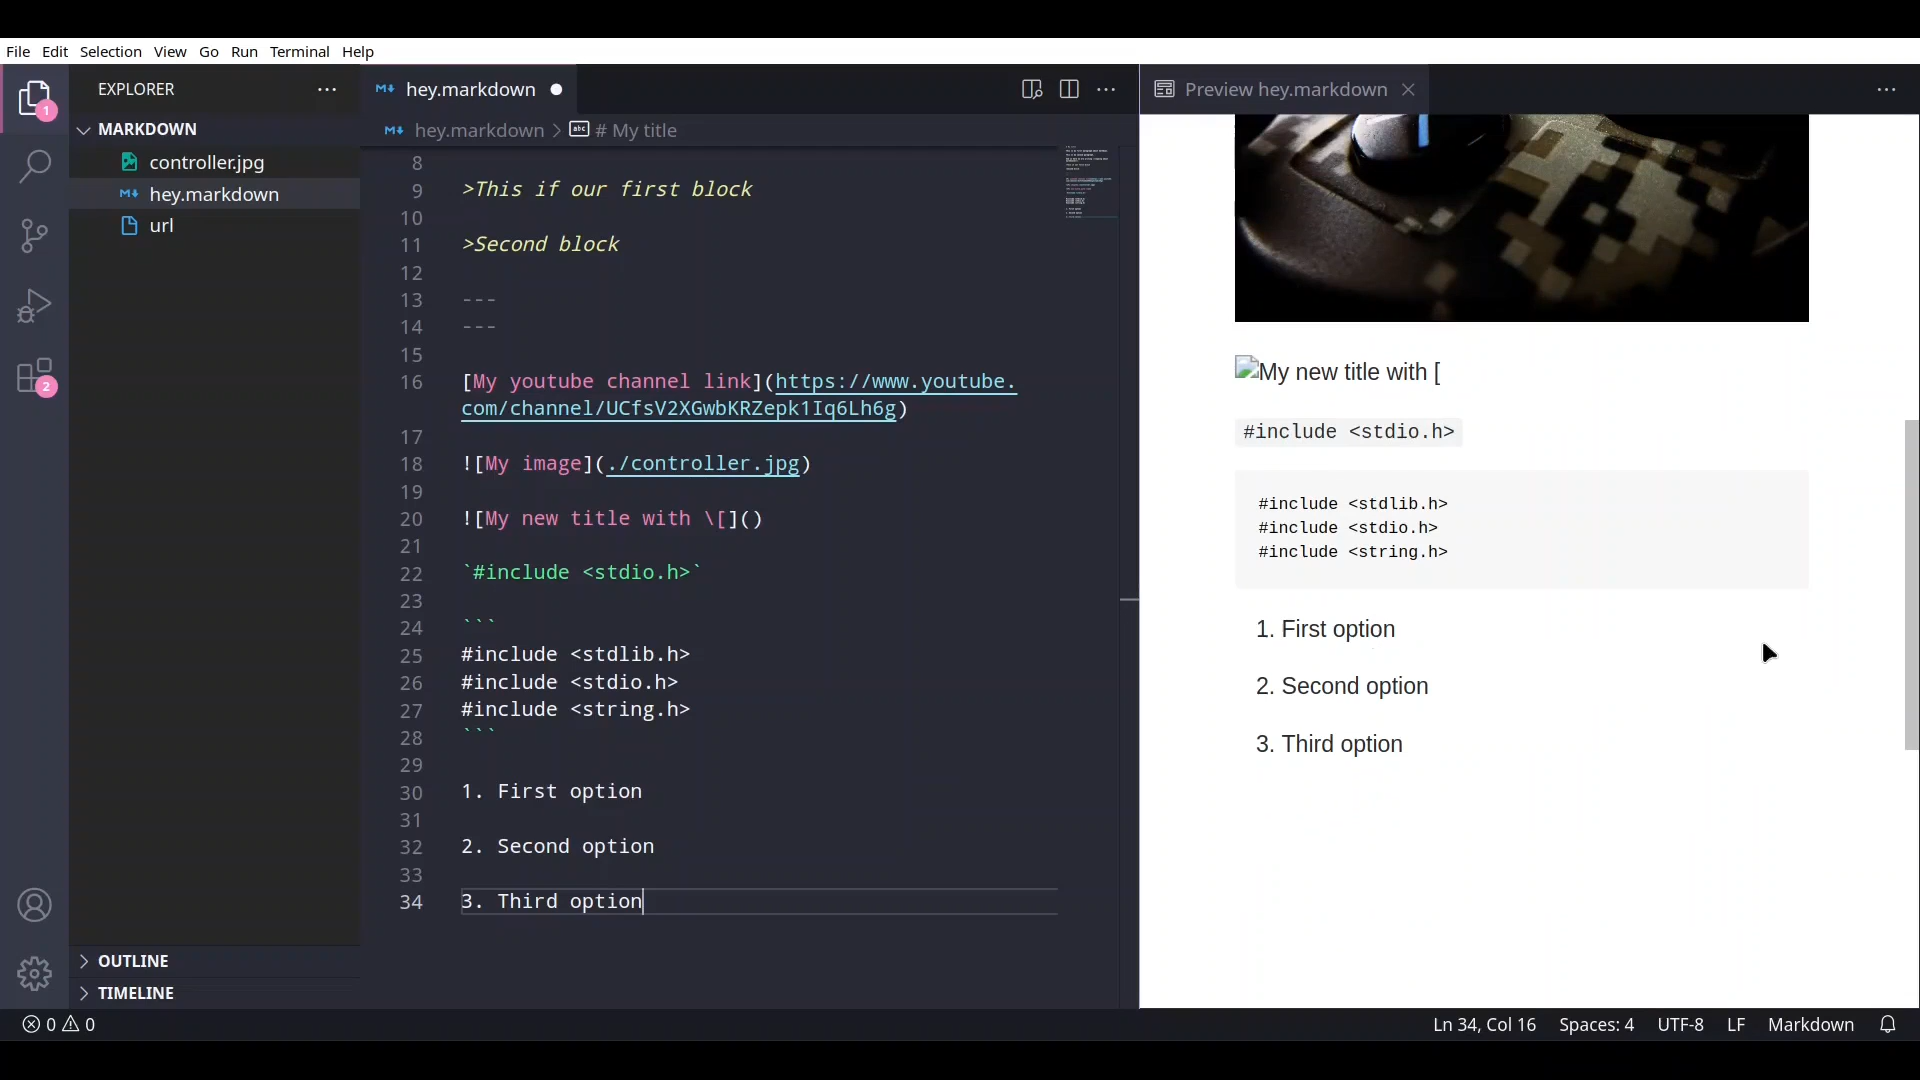 File Edit Selection View Go Run Terminal Help
1
2
EXPLORER ···
MARKDOWN
controller.jpg
hey.markdown
url
OUTLINE
TIMELINE
hey.markdown
hey.markdown > # My title
8
9 >This if our first block
10
11 >Second block
12
13 ---
14 ---
15
16 [My youtube channel link](https://www.youtube.
com/channel/UCfsV2XGwbKRZepk1Iq6Lh6g)
17
18 ![My image](./controller.jpg)
19
20 ![My new title with \[]()
21
22 `#include <stdio.h>`
23
24 ```
25 #include <stdlib.h>
26 #include <stdio.h>
27 #include <string.h>
28 ```
29
30 1. First option
31
32 2. Second option
33
34 3. Third option
Preview hey.markdown
My new title with [
#include <stdio.h>
#include <stdlib.h>
#include <stdio.h>
#include <string.h>
1. First option
2. Second option
3. Third option
0 0
Ln 34, Col 16 Spaces: 4 UTF-8 LF Markdown